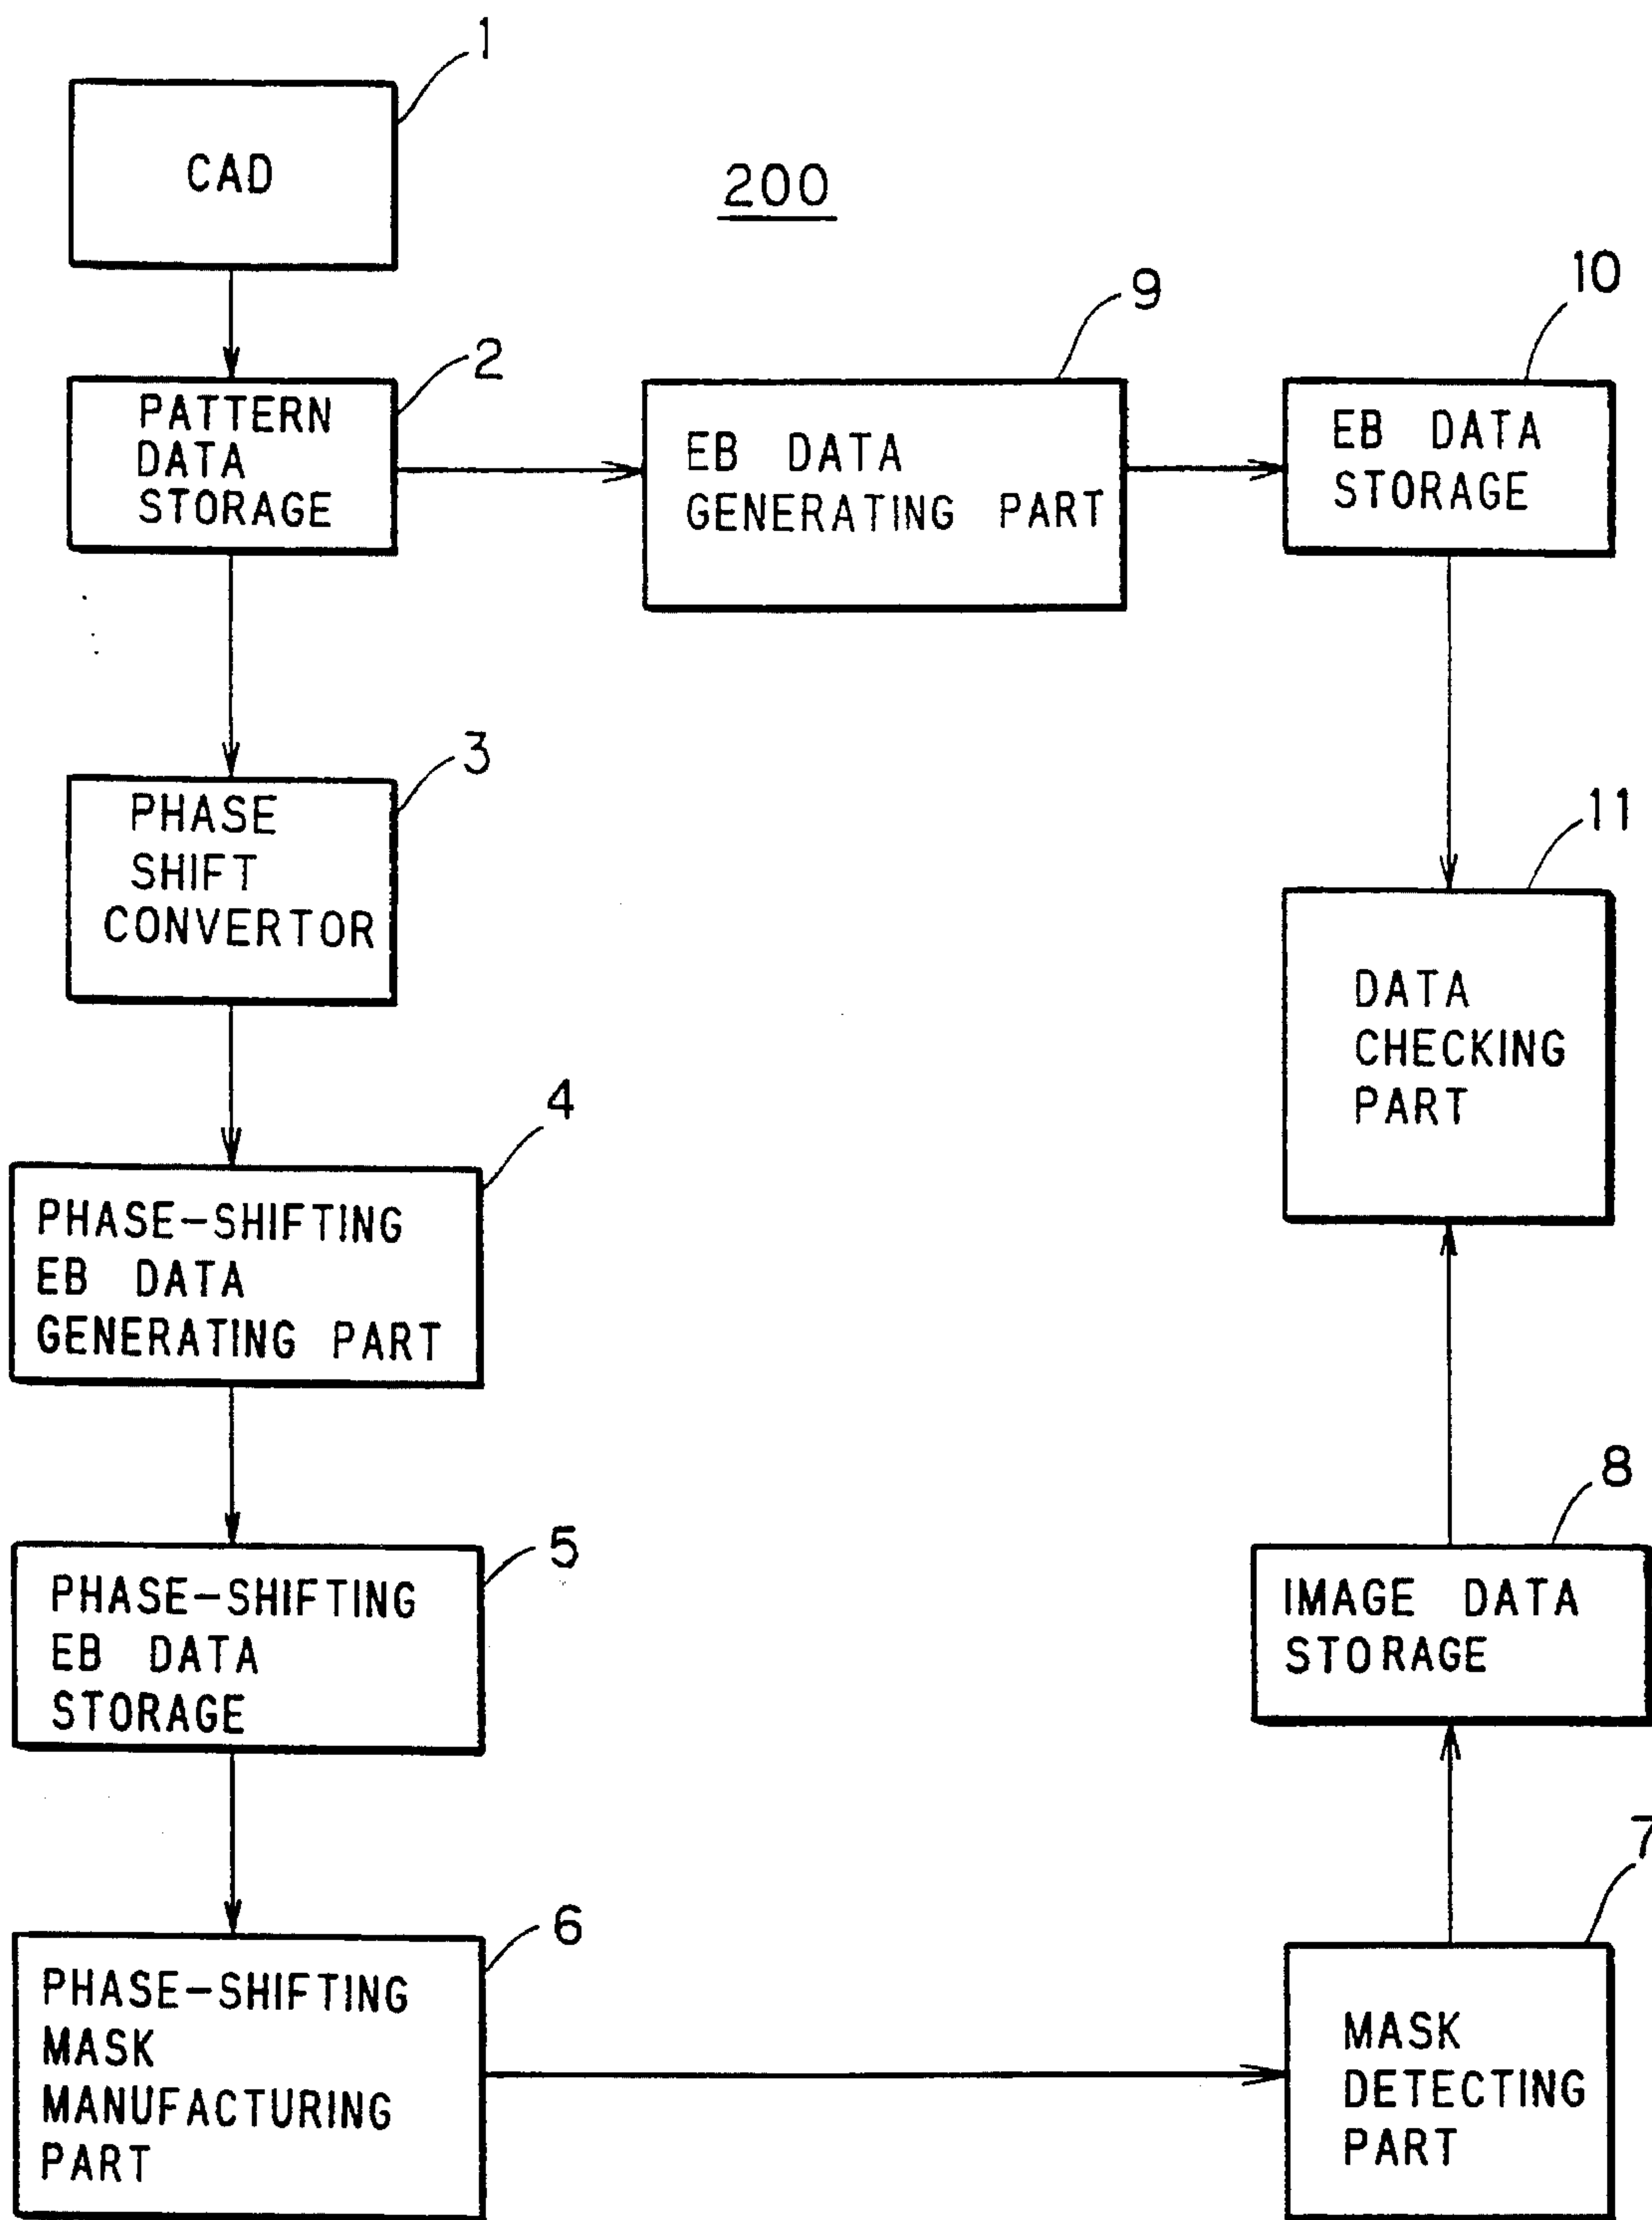 1
CAD
200
2
PATTERN
DATA
STORAGE
9
EB DATA
GENERATING PART
10
EB DATA
STORAGE
3
PHASE
SHIFT
CONVERTOR
11
DATA
CHECKING
PART
4
PHASE-SHIFTING
EB DATA
GENERATING PART
5
PHASE-SHIFTING
EB DATA
STORAGE
8
IMAGE DATA
STORAGE
6
PHASE-SHIFTING
MASK
MANUFACTURING
PART
7
MASK
DETECTING
PART